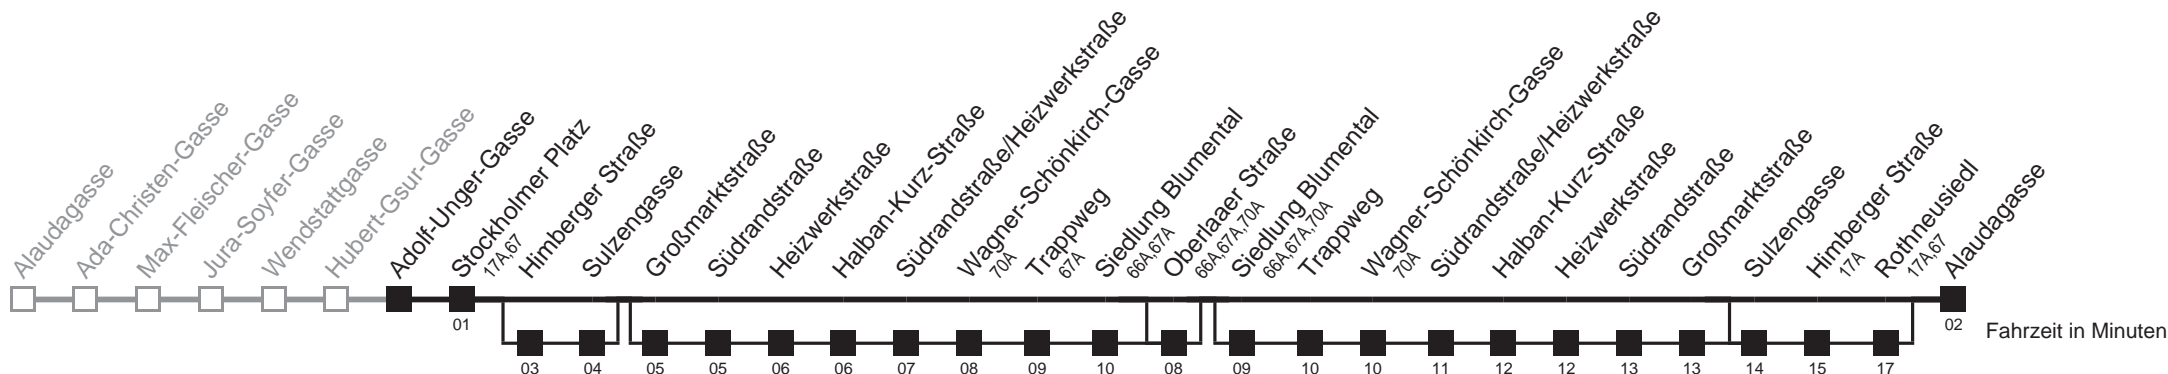 Alaudagasse
Ada-Christen-Gasse
Max-Fleischer-Gasse
Jura-Soyfer-Gasse
Wendstattgasse
Hubert-Gsur-Gasse
Adolf-Unger-Gasse
Stockholmer Platz
17A,67
Himberger Straße
Sulzengasse
Großmarktstraße
Südrandstraße
Heizwerkstraße
Halban-Kurz-Straße
Südrandstraße/Heizwerkstraße
Wagner-Schönkirch-Gasse
70A
Trappweg
67A
Siedlung Blumental
66A,67A
Oberlaaer Straße
66A,67A,70A
Siedlung Blumental
66A,67A,70A
Trappweg
Wagner-Schönkirch-Gasse
70A
Südrandstraße/Heizwerkstraße
Halban-Kurz-Straße
Heizwerkstraße
Südrandstraße
Großmarktstraße
Sulzengasse
Himberger Straße
17A
Rothneusiedl
17A,67
Alaudagasse
01
02
Fahrzeit in Minuten
03 04 05 05 06 06 07 08 09 10 08 09 10 10 11 12 12 13 13 14 15 17